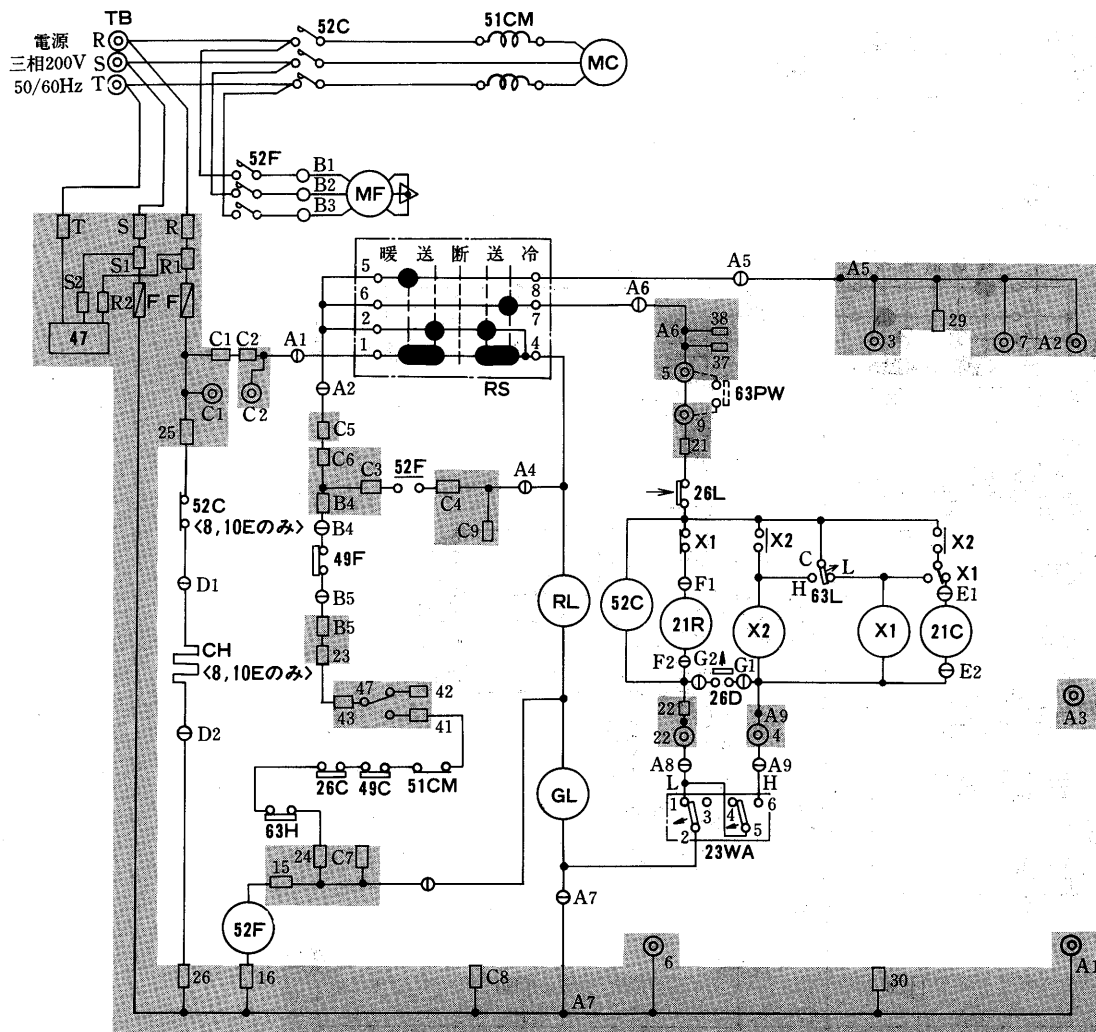 TB 52C 51CM
電源 R
三相200V S MC
50/60Hz T
52F B1
B2 MF
B3
T S R
暖 送 断 送 冷
S1 R1 5 8 A5 A5
S2 R2 F F 6 7 A6
47 C1 C2 A1 2 A6 38 29
1 4 37 3 7 A2
RS 5 63PW
C1 C2 A2
25 C5 9
C6 21
C3 52F C4 A4
52C B4 C9 26L
<8,10Eのみ> B4
49F X1 X2 C L X2
D1 H 63L X1
B5 F1 E1
RL 52C 21R X2 X1 21C
CH B5
<8,10Eのみ> 23 F2 G2 G1 E2
26D
43 47 42 22 A9 A3
D2 41 22 4
A8 A9
26C 49C 51CM GL L H
63H 1 3 4 6
2 5
23WA
15 24 C7
A7
52F
6 A1
26 16 C8 30
A7